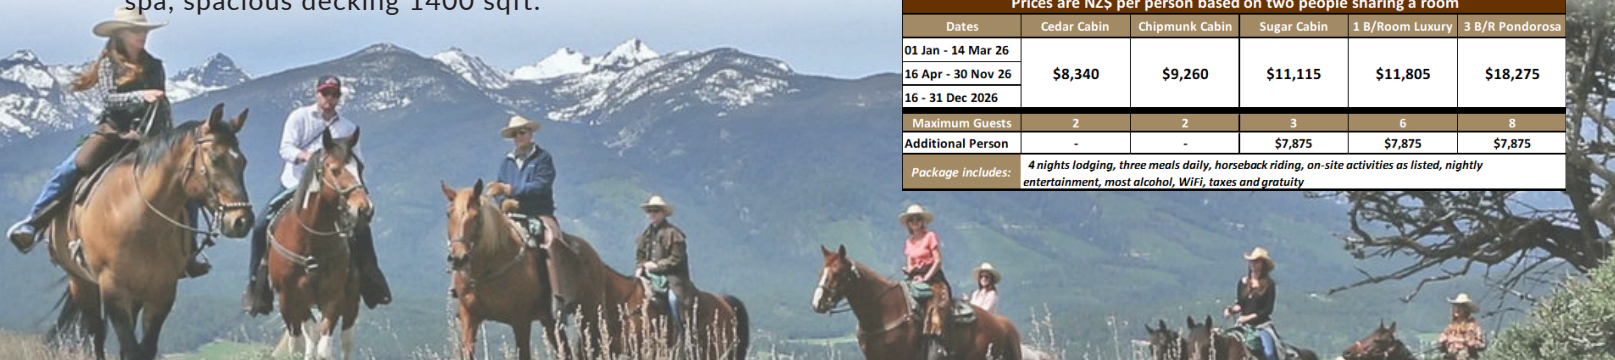 spa, spacious decking 1400 sqft.
Prices are NZ$ per person based on two people sharing a room
Dates Cedar Cabin Chipmunk Cabin Sugar Cabin 1 B/Room Luxury 3 B/R Pondorosa
01 Jan - 14 Mar 26
16 Apr - 30 Nov 26 $8,340 $9,260 $11,115 $11,805 $18,275
16 - 31 Dec 2026
Maximum Guests 2 2 3 6 8
Additional Person - - $7,875 $7,875 $7,875
Package includes: 4 nights lodging, three meals daily, horseback riding, on-site activities as listed, nightly
entertainment, most alcohol, WiFi, taxes and gratuity